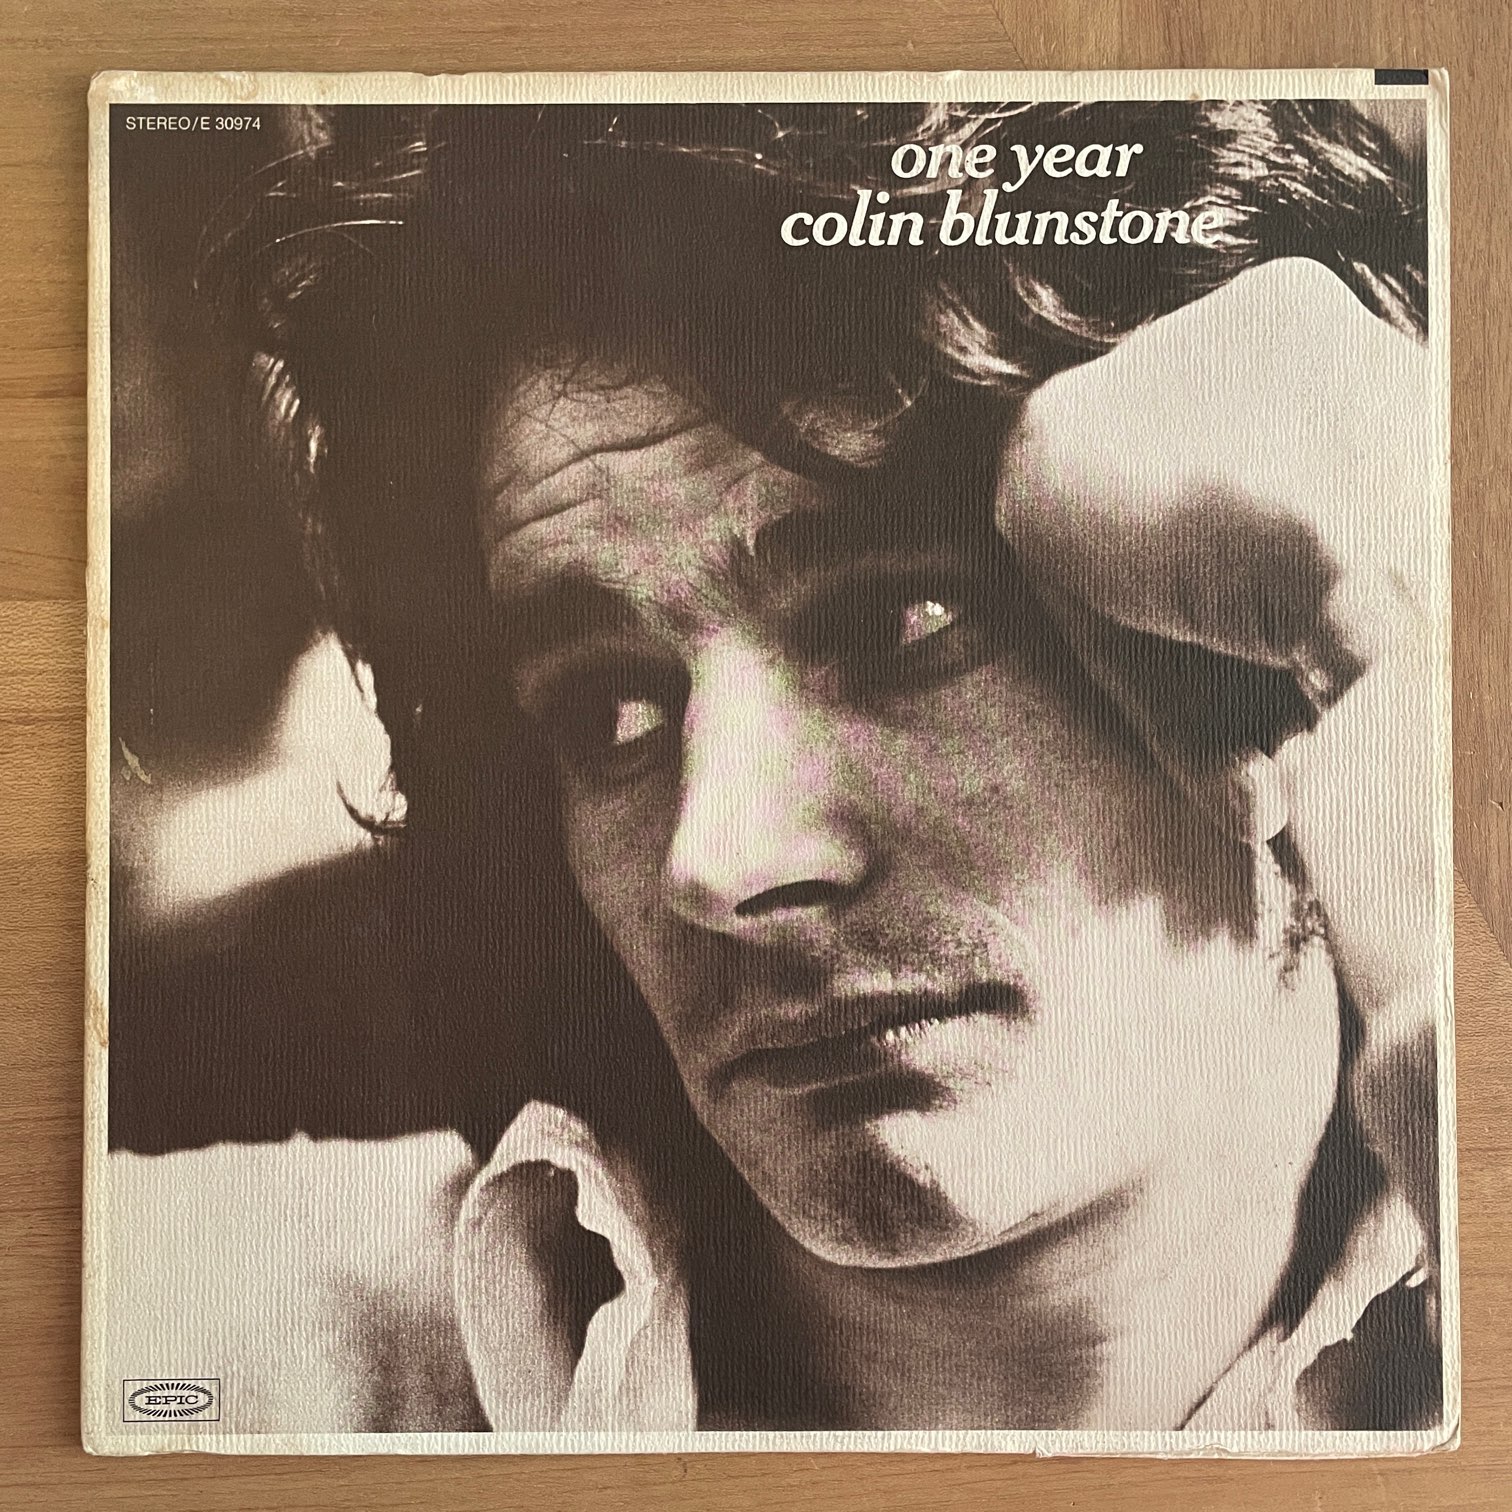 STEREO/E 30974
one year
colin blunstone
EPIC